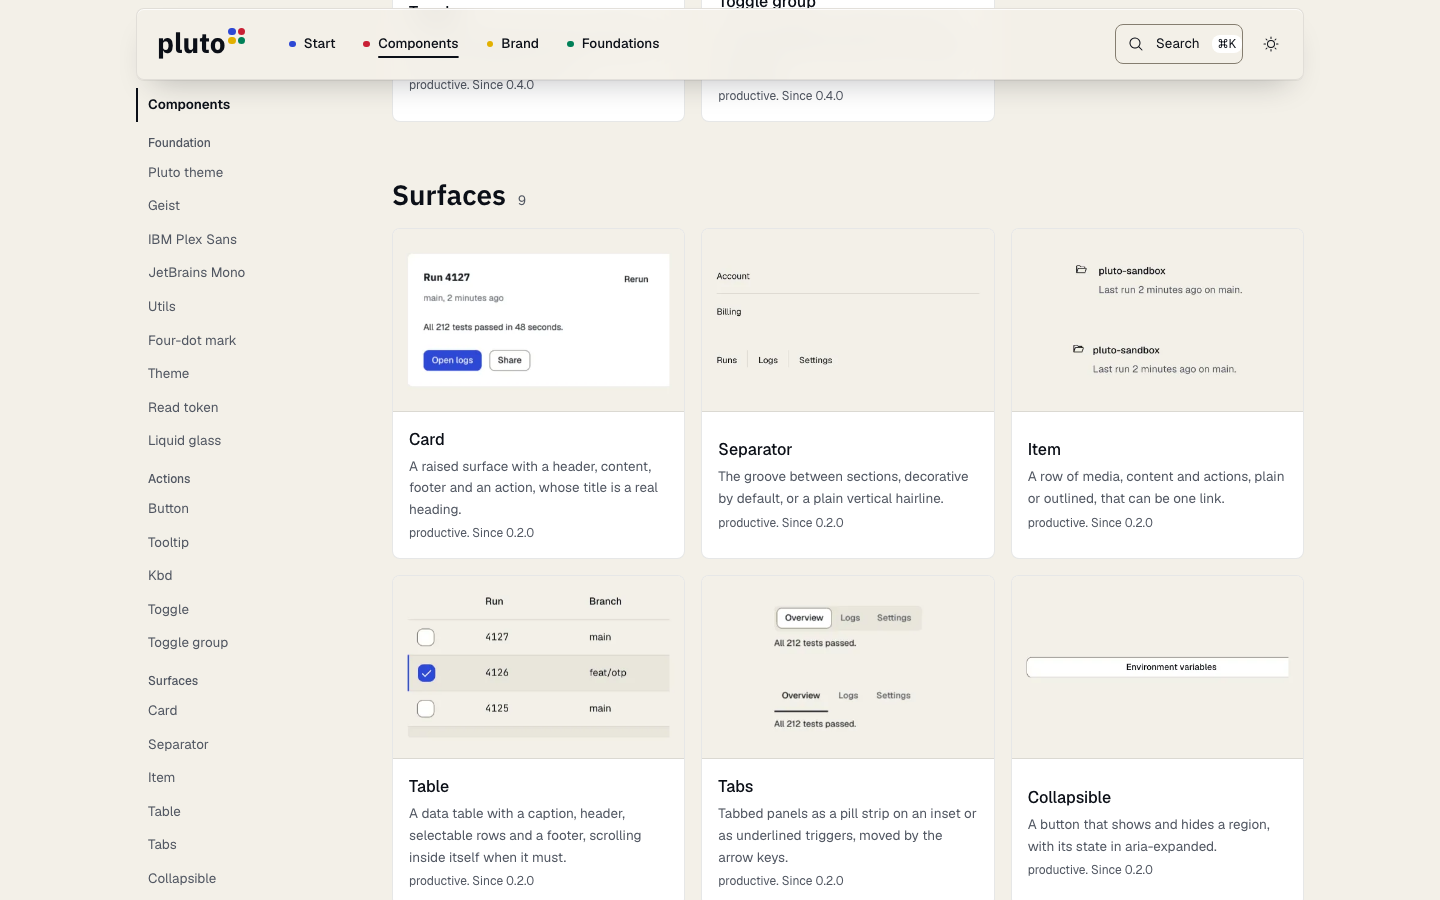 Toggle group
pluto
Start
Components
Brand
Foundations
Search
⌘K
productive. Since 0.4.0
productive. Since 0.4.0
Components
Foundation
Pluto theme
Geist
IBM Plex Sans
JetBrains Mono
Utils
Four-dot mark
Theme
Read token
Liquid glass
Actions
Button
Tooltip
Kbd
Toggle
Toggle group
Surfaces
Card
Separator
Item
Table
Tabs
Collapsible
Surfaces 9
Run 4127
Rerun
main, 2 minutes ago
All 212 tests passed in 48 seconds.
Open logs
Share
Card
A raised surface with a header, content,
footer and an action, whose title is a real
heading.
productive. Since 0.2.0
Account
Billing
Runs
Logs
Settings
Separator
The groove between sections, decorative
by default, or a plain vertical hairline.
productive. Since 0.2.0
pluto-sandbox
Last run 2 minutes ago on main.
pluto-sandbox
Last run 2 minutes ago on main.
Item
A row of media, content and actions, plain
or outlined, that can be one link.
productive. Since 0.2.0
Run Branch
4127 main
4126 feat/otp
4125 main
Table
A data table with a caption, header,
selectable rows and a footer, scrolling
inside itself when it must.
productive. Since 0.2.0
Overview Logs Settings
All 212 tests passed.
Overview Logs Settings
All 212 tests passed.
Tabs
Tabbed panels as a pill strip on an inset or
as underlined triggers, moved by the
arrow keys.
productive. Since 0.2.0
Environment variables
Collapsible
A button that shows and hides a region,
with its state in aria-expanded.
productive. Since 0.2.0